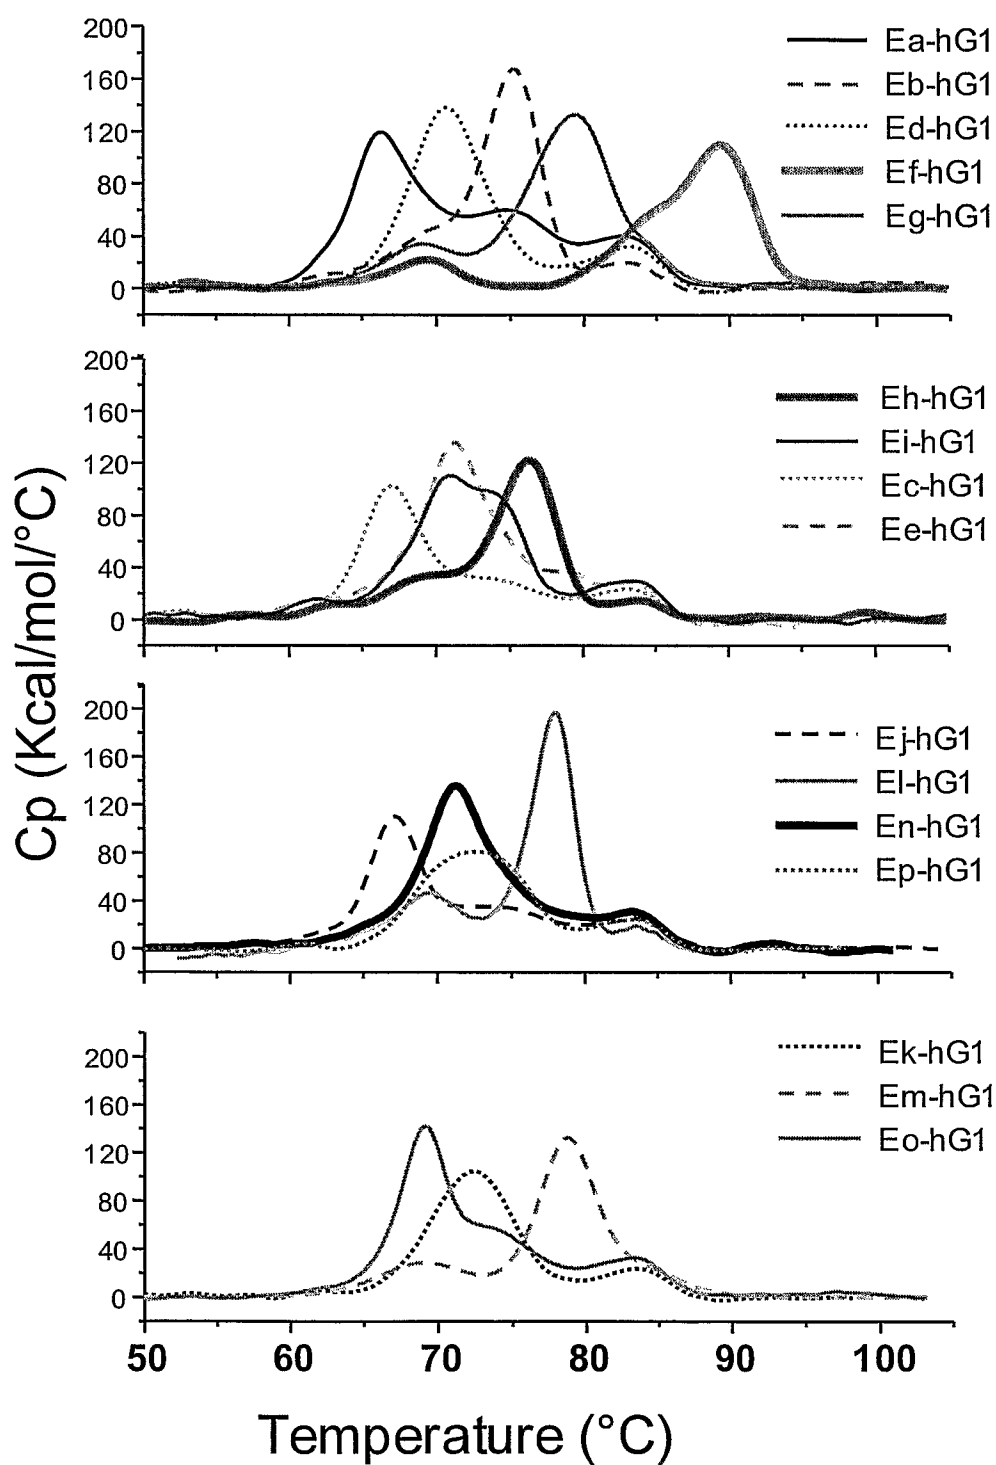 200
160
120
80
40
0
Ea-hG1
Eb-hG1
Ed-hG1
Ef-hG1
Eg-hG1
200
160
120
80
40
0
Eh-hG1
Ei-hG1
Ec-hG1
Ee-hG1
Cp (Kcal/mol/°C)
200
160
120
80
40
0
Ej-hG1
El-hG1
En-hG1
Ep-hG1
200
160
120
80
40
0
Ek-hG1
Em-hG1
Eo-hG1
50 60 70 80 90 100
Temperature (°C)